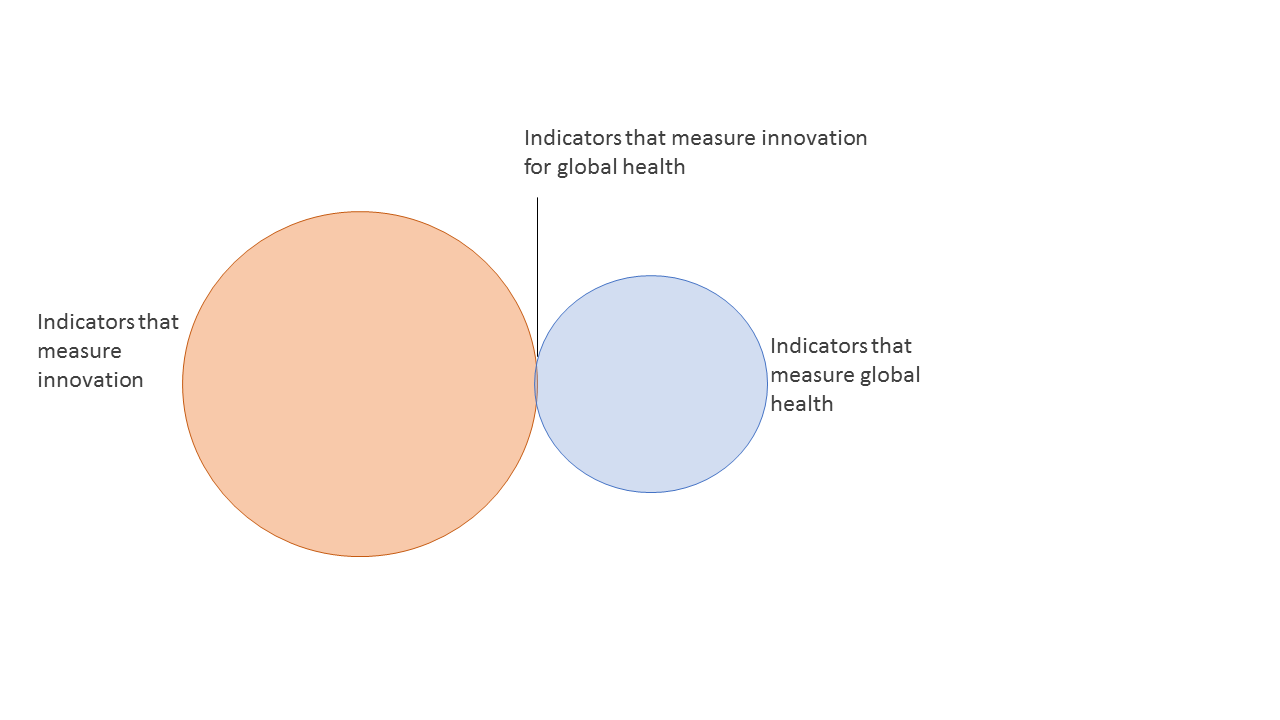 Indicators that measure innovation
for global health
Indicators that
measure
innovation
Indicators that
measure global
health